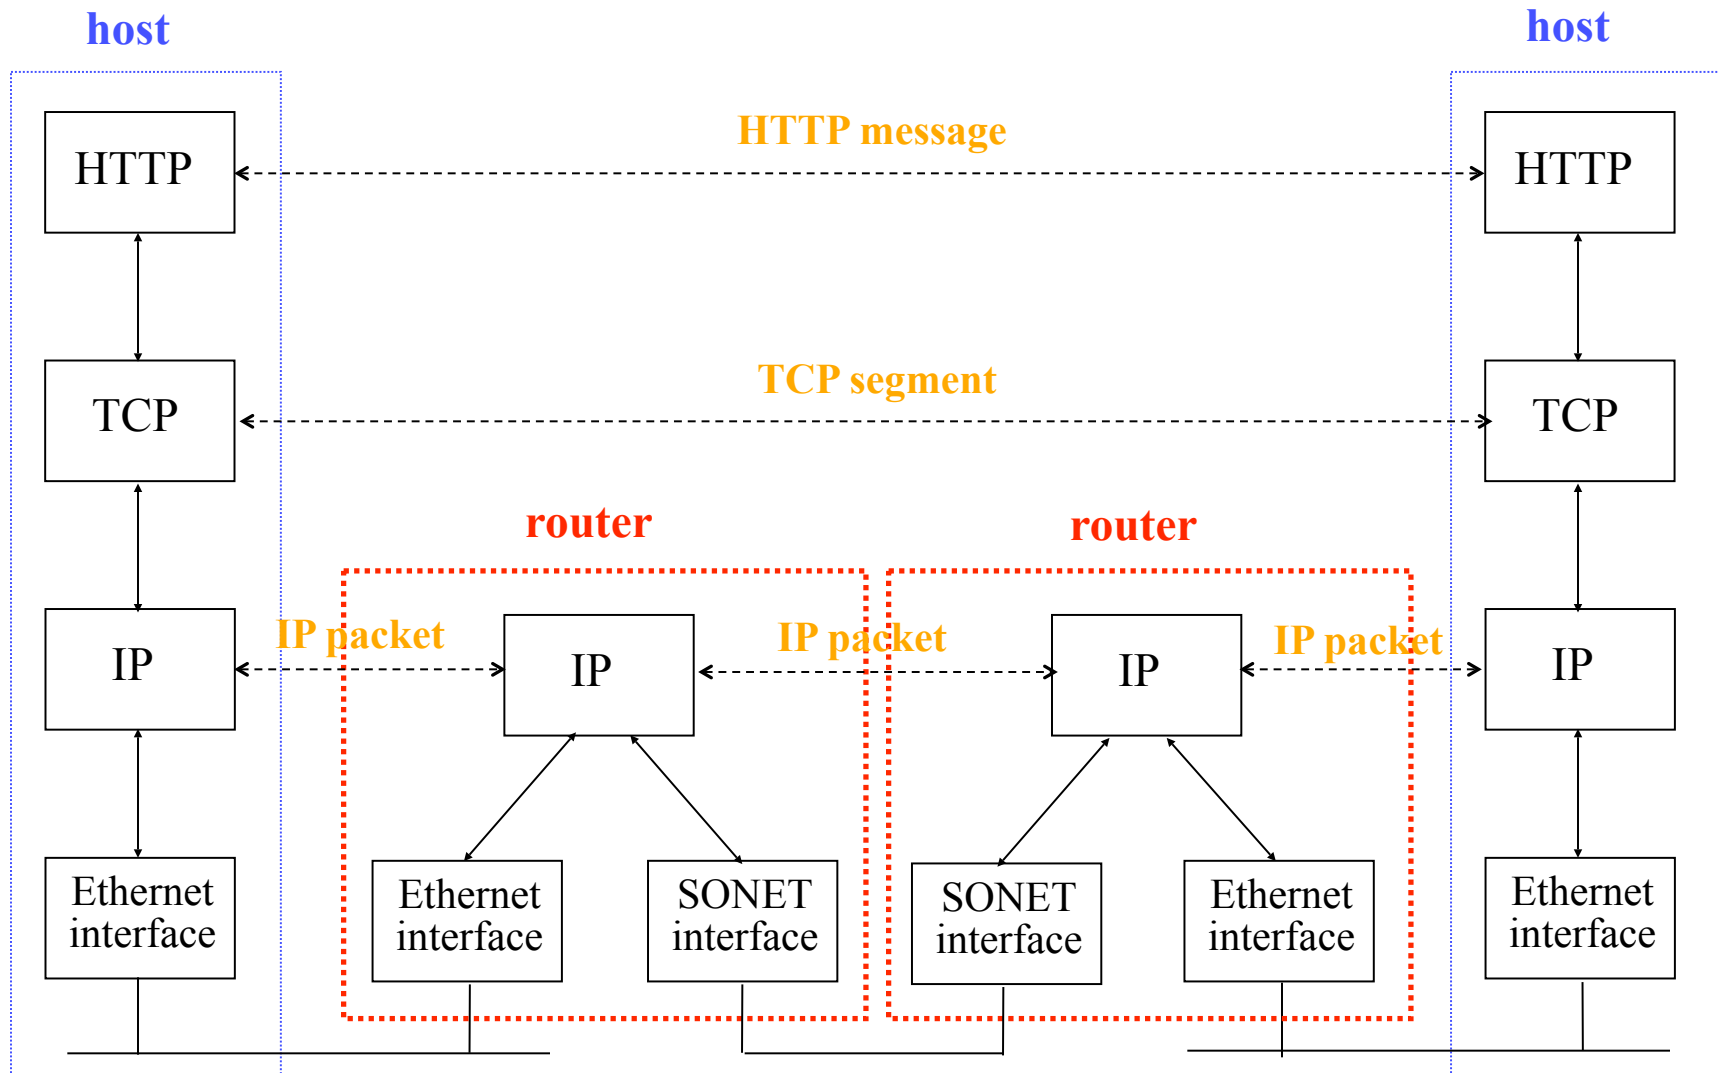 host
host
HTTP message
HTTP
HTTP
TCP segment
TCP
TCP
router
router
IP packet
IP packet
IP packet
IP
IP
IP
IP
Ethernet
interface
Ethernet
interface
SONET
interface
SONET
interface
Ethernet
interface
Ethernet
interface